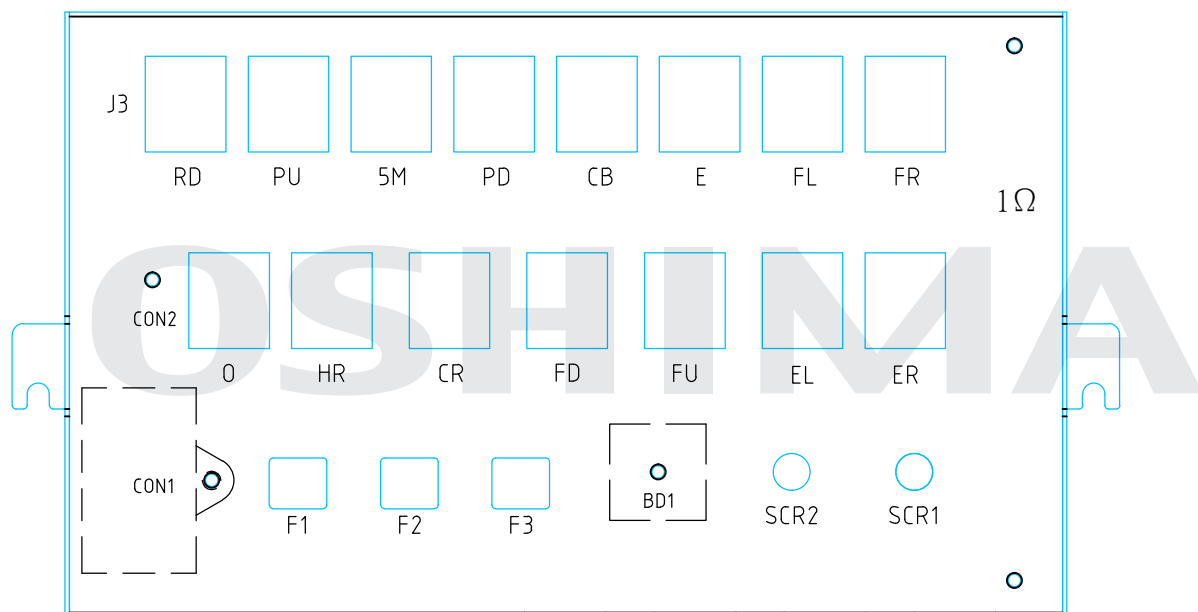 J3
RD PU 5M PD CB E FL FR
1Ω
OSHIMA
CON2
O HR CR FD FU EL ER
CON1
F1 F2 F3 BD1 SCR2 SCR1